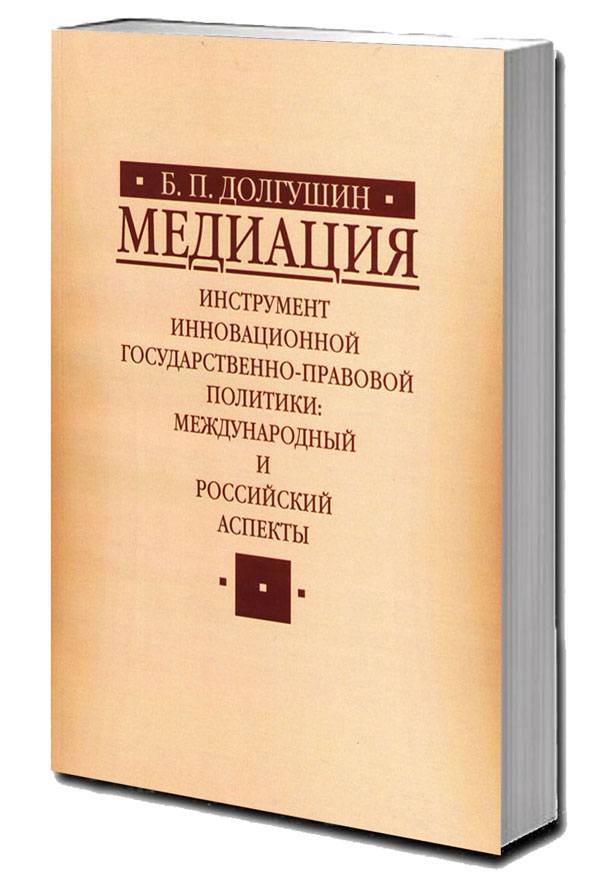 Б. П. ДОЛГУШИН
МЕДИАЦИЯ
ИНСТРУМЕНТ
ИННОВАЦИОННОЙ
ГОСУДАРСТВЕННО-ПРАВОВОЙ
ПОЛИТИКИ:
МЕЖДУНАРОДНЫЙ
И
РОССИЙСКИЙ
АСПЕКТЫ